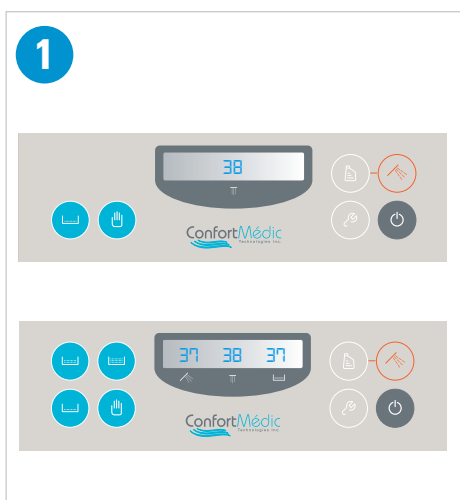 1
38
ConfortMédic
Technologies Inc.
37 38 37
ConfortMédic
Technologies Inc.